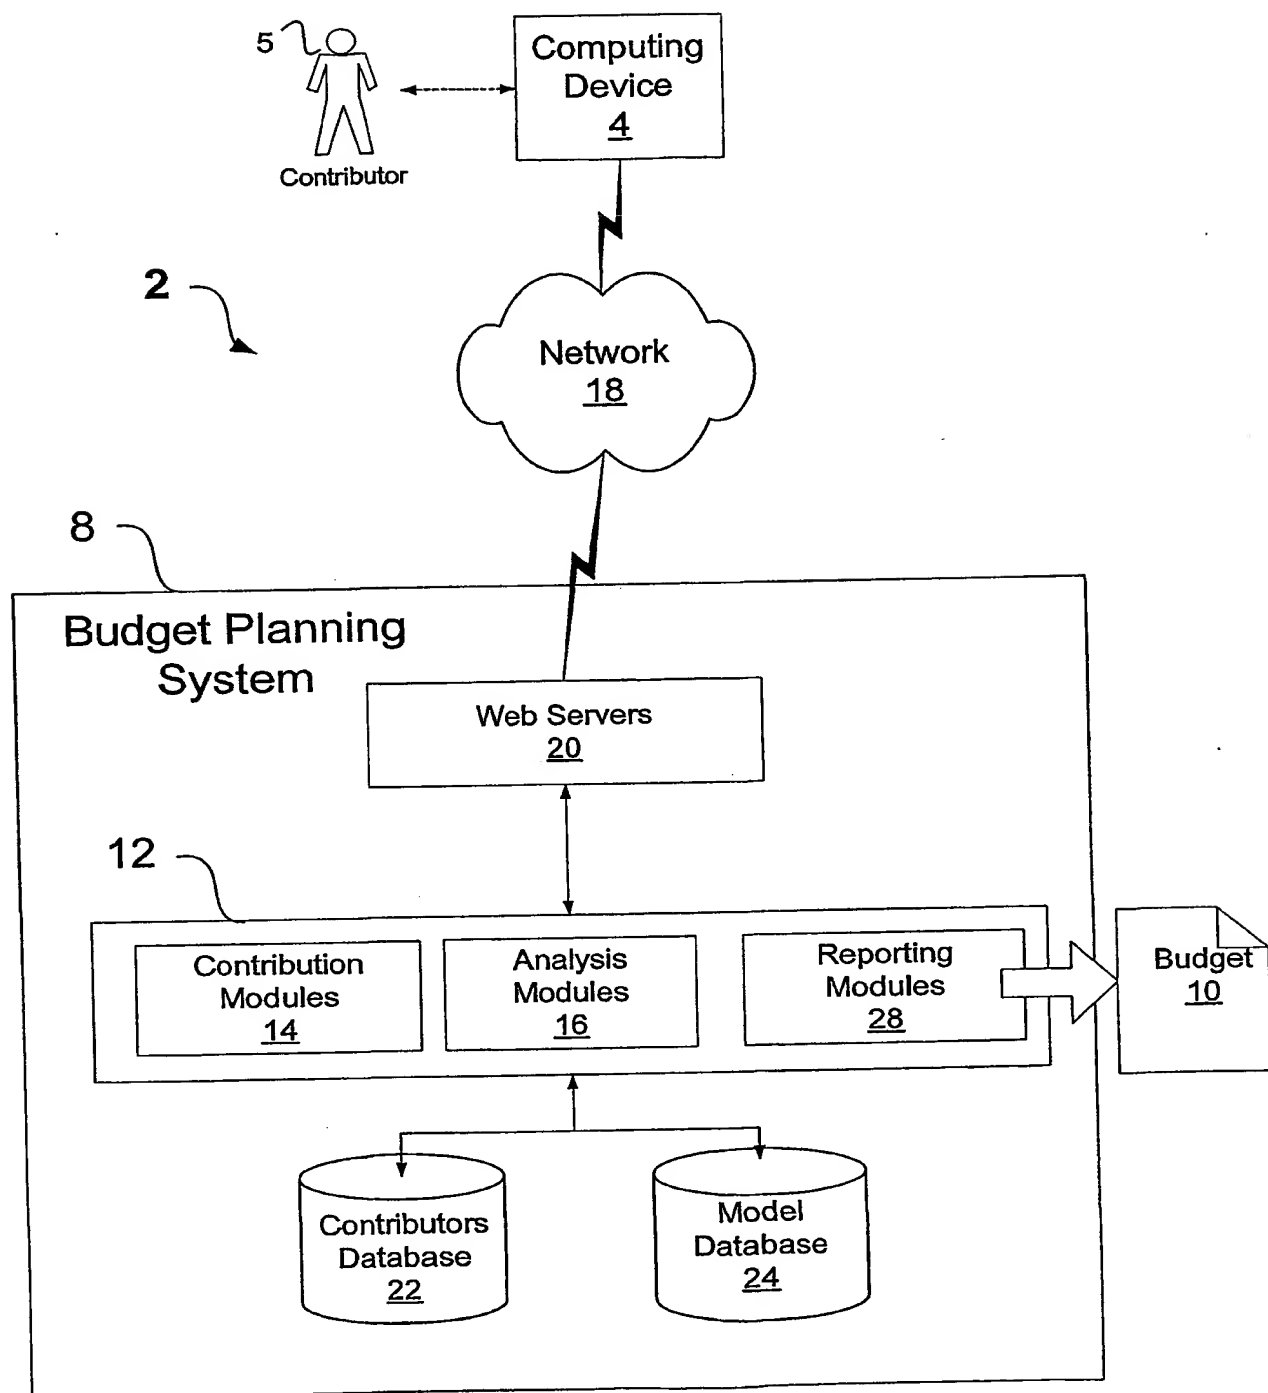 5
Computing
Device
4
Contributor
2
Network
18
8
Budget Planning
System
Web Servers
20
12
Contribution
Modules
14
Analysis
Modules
16
Reporting
Modules
28
Budget
10
Contributors
Database
22
Model
Database
24